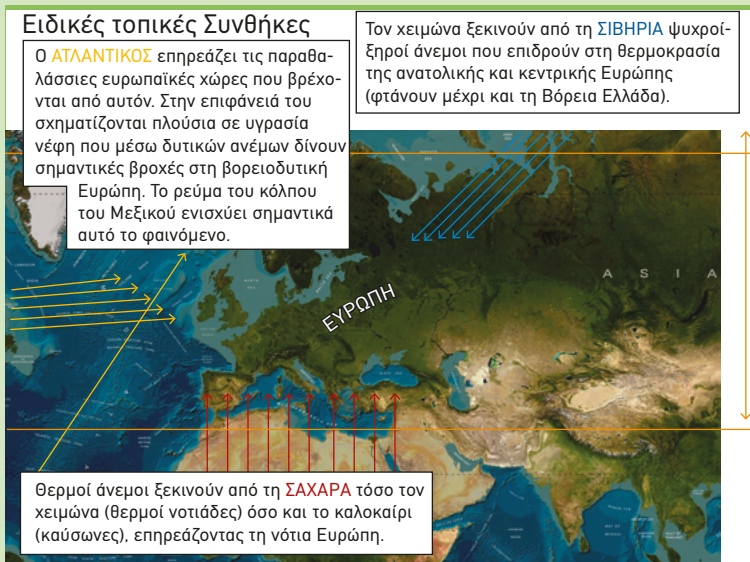 Ειδικές τοπικές Συνθήκες
Ο ΑΤΛΑΝΤΙΚΟΣ επηρεάζει τις παραθα-
λάσσιες ευρωπαϊκές χώρες που βρέχο-
νται από αυτόν. Στην επιφάνειά του
σχηματίζονται πλούσια σε υγρασία
νέφη που μέσω δυτικών ανέμων δίνουν
σημαντικές βροχές στη βορειοδυτική
Ευρώπη. Το ρεύμα του κόλπου
του Μεξικού ενισχύει σημαντικά
αυτό το φαινόμενο.
Τον χειμώνα ξεκινούν από τη ΣΙΒΗΡΙΑ ψυχροί-
ξηροί άνεμοι που επιδρούν στη θερμοκρασία
της ανατολικής και κεντρικής Ευρώπης
(φτάνουν μέχρι και τη Βόρεια Ελλάδα).
ASIA
ΕΥΡΩΠΗ
Θερμοί άνεμοι ξεκινούν από τη ΣΑΧΑΡΑ τόσο τον
χειμώνα (θερμοί νοτιάδες) όσο και το καλοκαίρι
(καύσωνες), επηρεάζοντας τη νότια Ευρώπη.